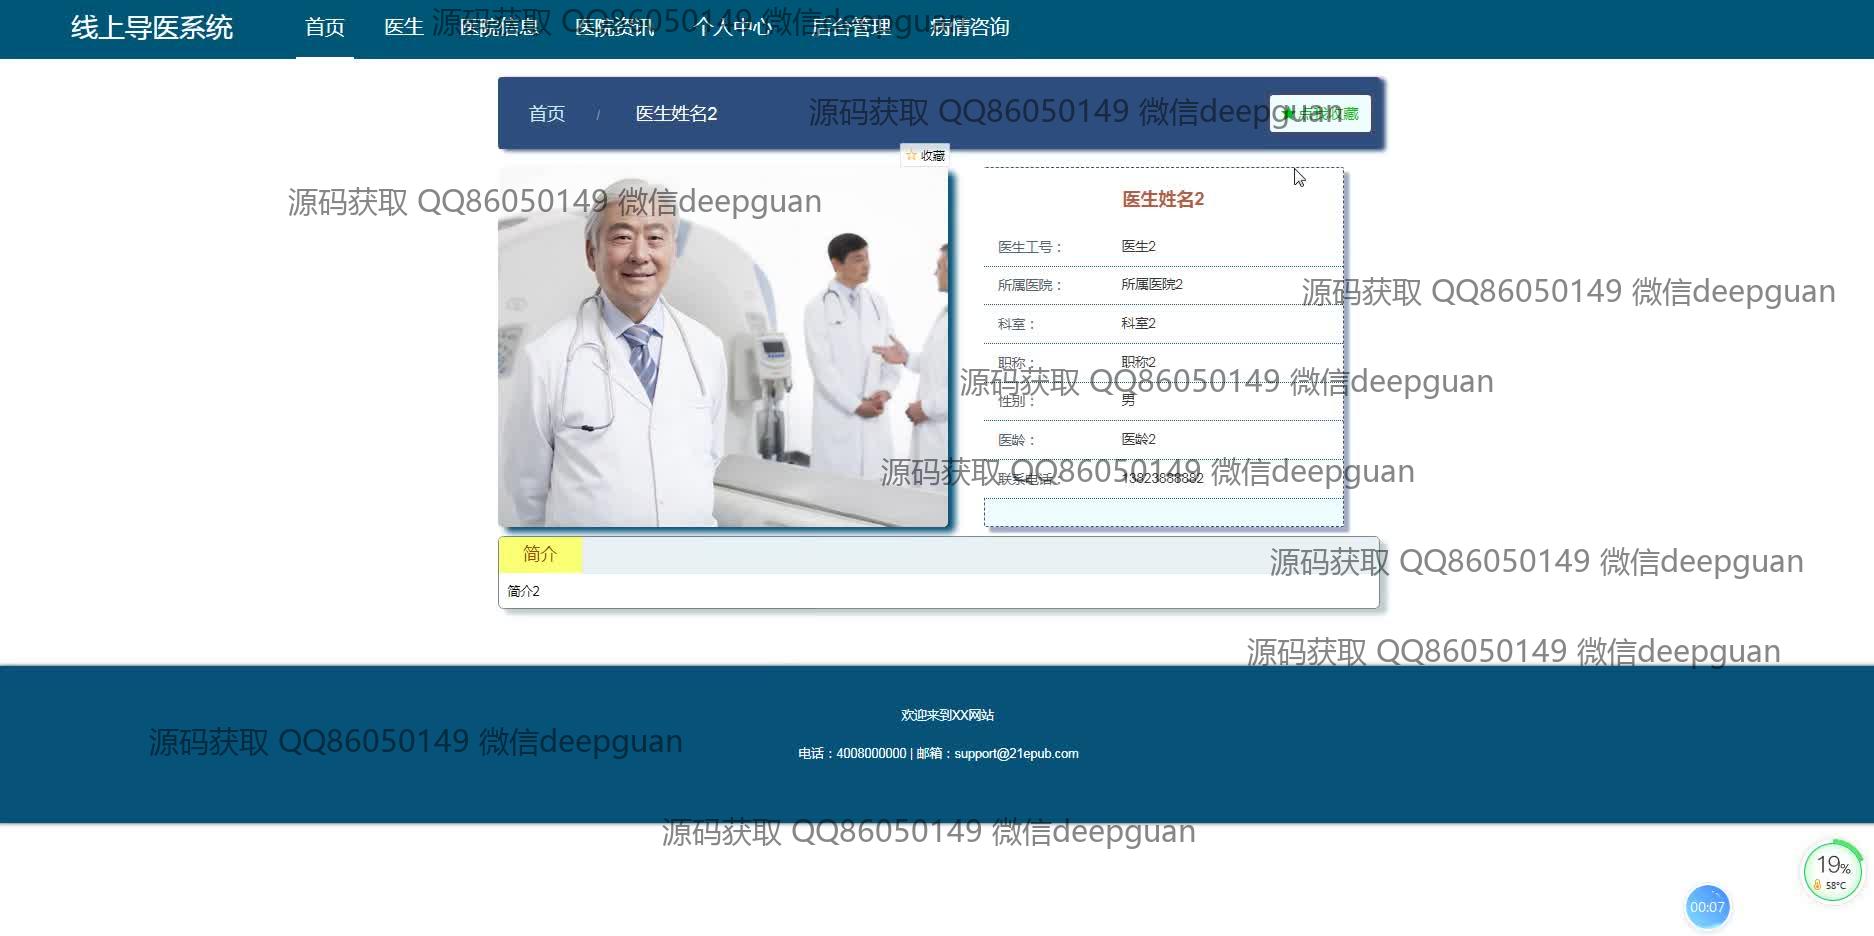 线上导医系统
首页
医生
医院信息
医院资讯
个人中心
后台管理
病情咨询
源码获取 QQ86050149 微信deepguan
首页 / 医生姓名2
源码获取 QQ86050149 微信deepguan
点我收藏
☆ 收藏
源码获取 QQ86050149 微信deepguan
医生姓名2
医生工号： 医生2
所属医院： 所属医院2
源码获取 QQ86050149 微信deepguan
科室： 科室2
职称： 职称2
源码获取 QQ86050149 微信deepguan
性别： 男
医龄： 医龄2
源码获取 QQ86050149 微信deepguan
联系电话： 13823888882
简介
源码获取 QQ86050149 微信deepguan
简介2
源码获取 QQ86050149 微信deepguan
欢迎来到XX网站
源码获取 QQ86050149 微信deepguan
电话：4008000000 | 邮箱：support@21epub.com
源码获取 QQ86050149 微信deepguan
19%
58°C
00:07